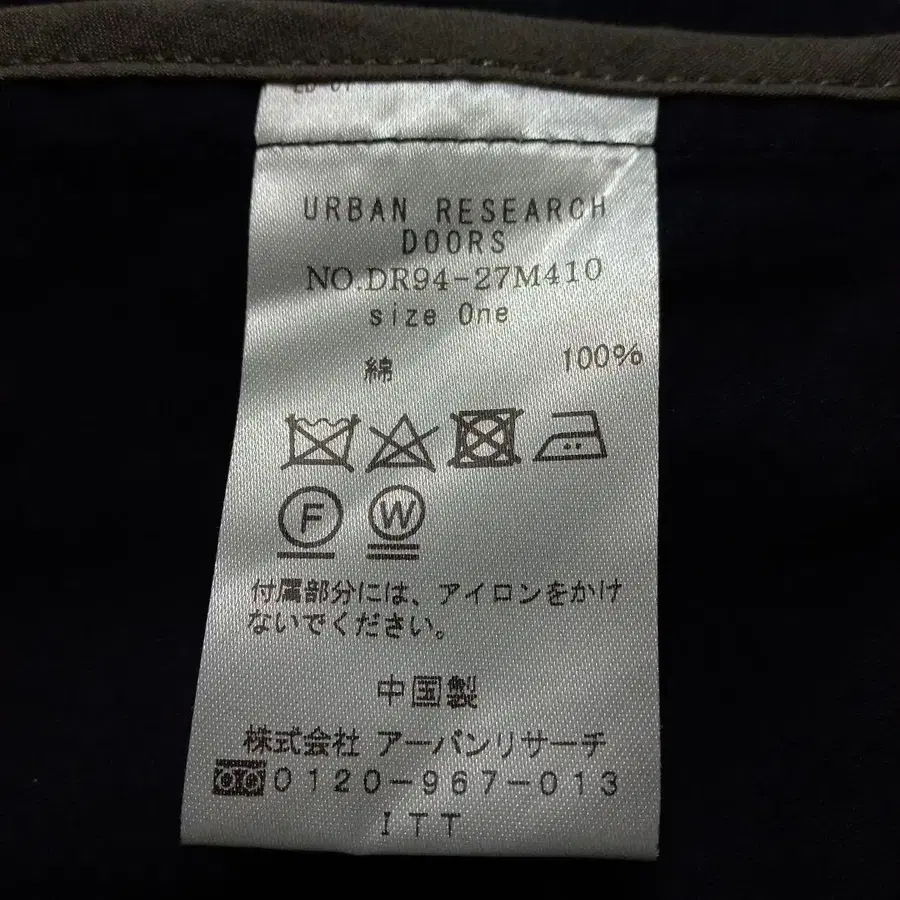 URBAN RESEARCH
DOORS
NO.DR94-27M410
size One
綿 100%
F W
付属部分には、アイロンをかけ
ないでください。
中国製
株式会社 アーバンリサーチ
0120-967-013
ITT